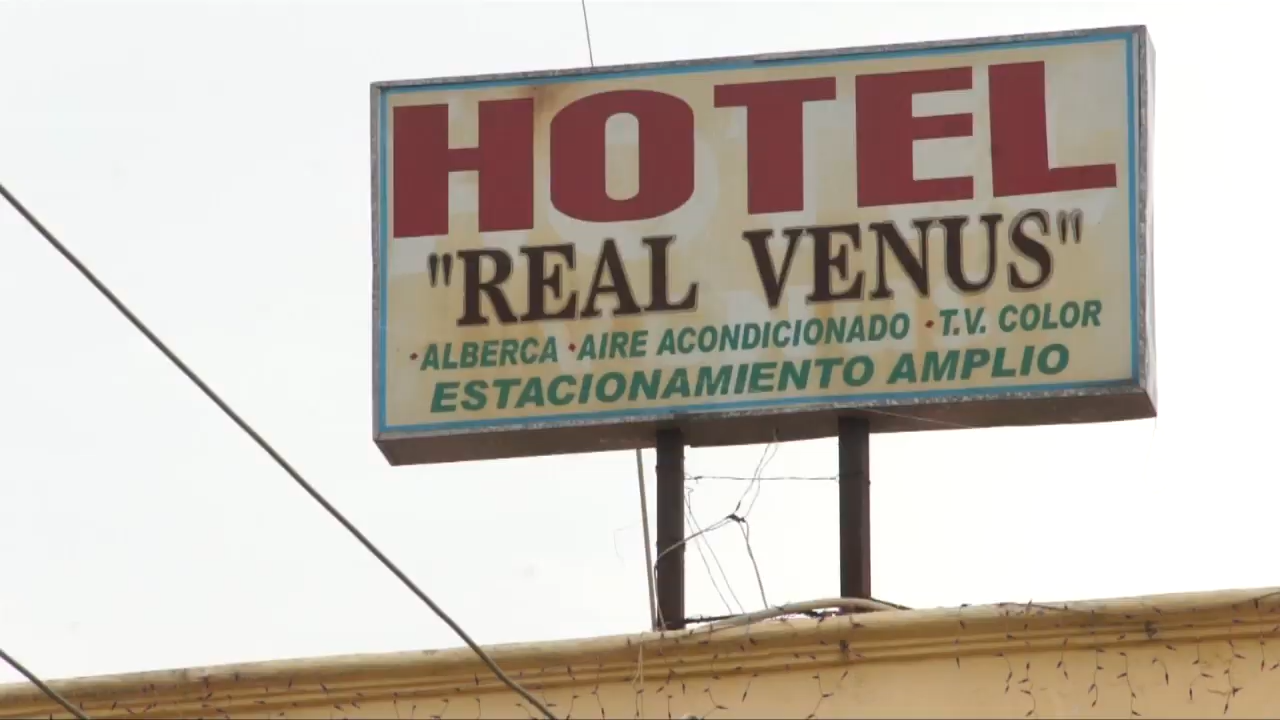 HOTEL
"REAL VENUS"
·ALBERCA ·AIRE ACONDICIONADO ·T.V. COLOR
ESTACIONAMIENTO AMPLIO